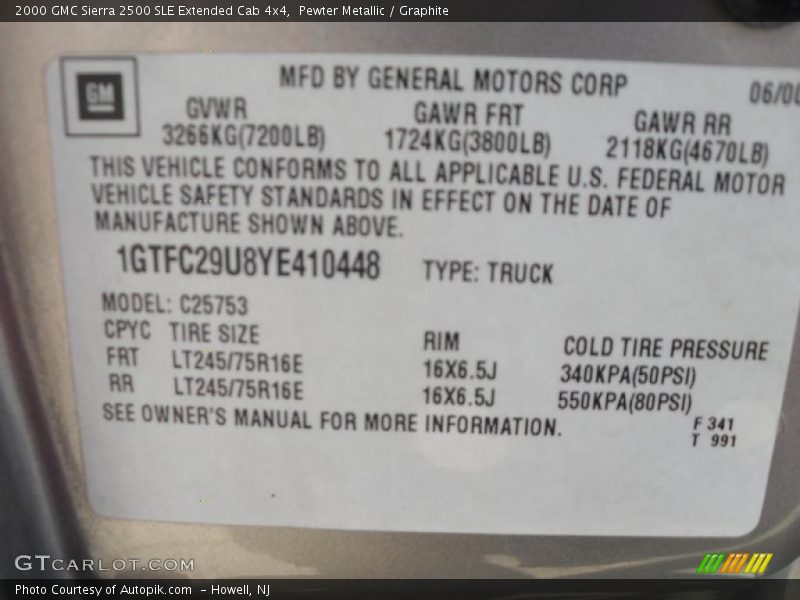 2000 GMC Sierra 2500 SLE Extended Cab 4x4, Pewter Metallic / Graphite
MFD BY GENERAL MOTORS CORP 06/00
GM
GVWR GAWR FRT GAWR RR
3266KG(7200LB) 1724KG(3800LB) 2118KG(4670LB)
THIS VEHICLE CONFORMS TO ALL APPLICABLE U.S. FEDERAL MOTOR
VEHICLE SAFETY STANDARDS IN EFFECT ON THE DATE OF
MANUFACTURE SHOWN ABOVE.
1GTFC29U8YE410448 TYPE: TRUCK
MODEL: C25753
CPYC TIRE SIZE RIM COLD TIRE PRESSURE
FRT LT245/75R16E 16X6.5J 340KPA(50PSI)
RR LT245/75R16E 16X6.5J 550KPA(80PSI)
SEE OWNER'S MANUAL FOR MORE INFORMATION.
F 341
T 991
GTCARLOT.COM
Photo Courtesy of Autopik.com - Howell, NJ